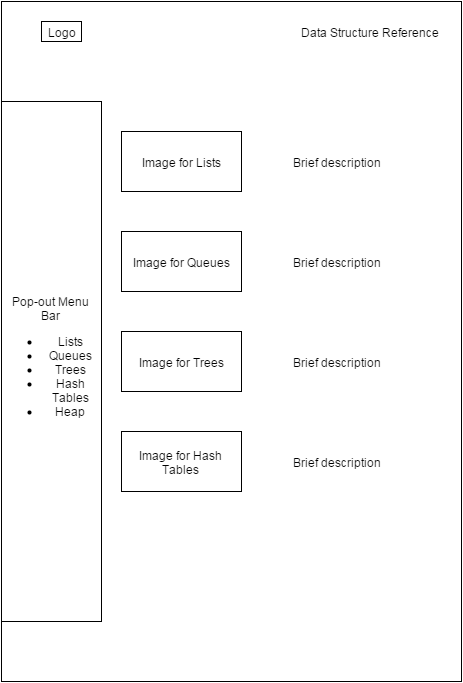 Logo
Data Structure Reference
Image for Lists
Brief description
Image for Queues
Brief description
Pop-out Menu
Bar
• Lists
• Queues
• Trees
• Hash
Tables
• Heap
Image for Trees
Brief description
Image for Hash
Tables
Brief description